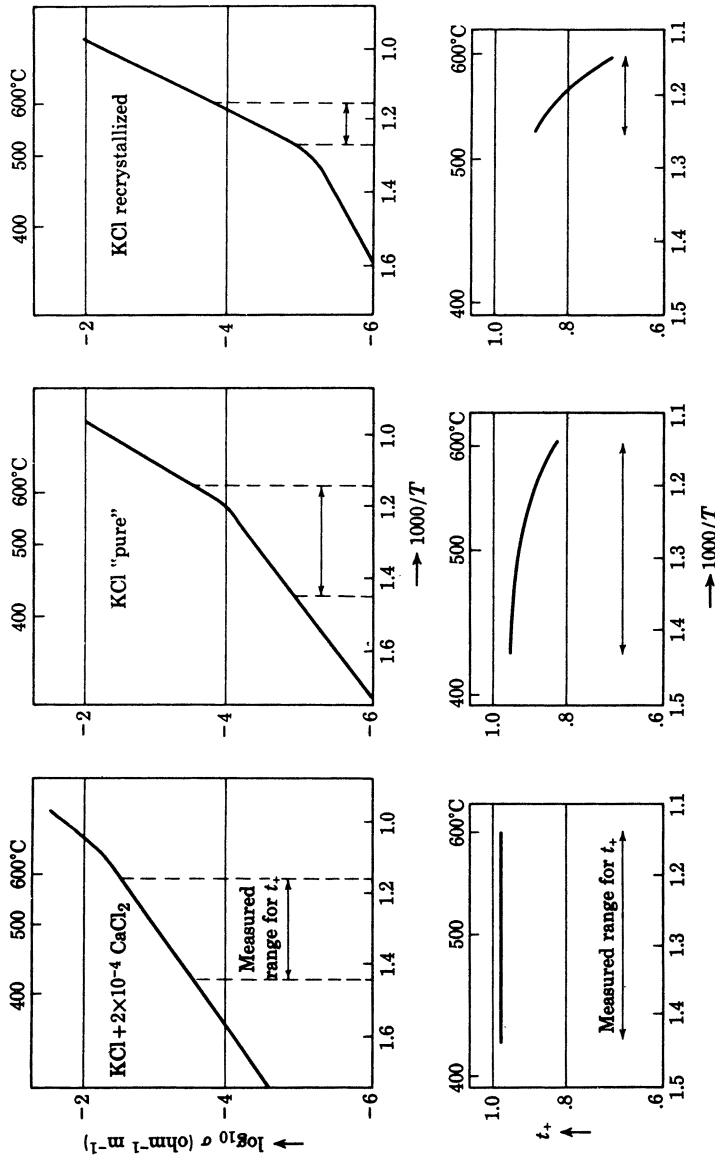 400 500 600°C
KCl+2×10⁻⁴ CaCl₂
Measured
range for t₊
→ log₁₀ σ (ohm⁻¹ m⁻¹)
−2
−4
−6
1.6 1.4 1.2 1.0
400 500 600°C
KCl "pure"
−2
−4
−6
1.6 1.4 1.2 1.0
→ 1000/T
400 500 600°C
KCl recrystallized
−2
−4
−6
1.6 1.4 1.2 1.0
400 500 600°C
t₊
1.0
.8
.6
Measured range for t₊
1.5 1.4 1.3 1.2 1.1
400 500 600°C
1.0
.8
.6
1.5 1.4 1.3 1.2 1.1
→ 1000/T
400 500 600°C
1.0
.8
.6
1.5 1.4 1.3 1.2 1.1